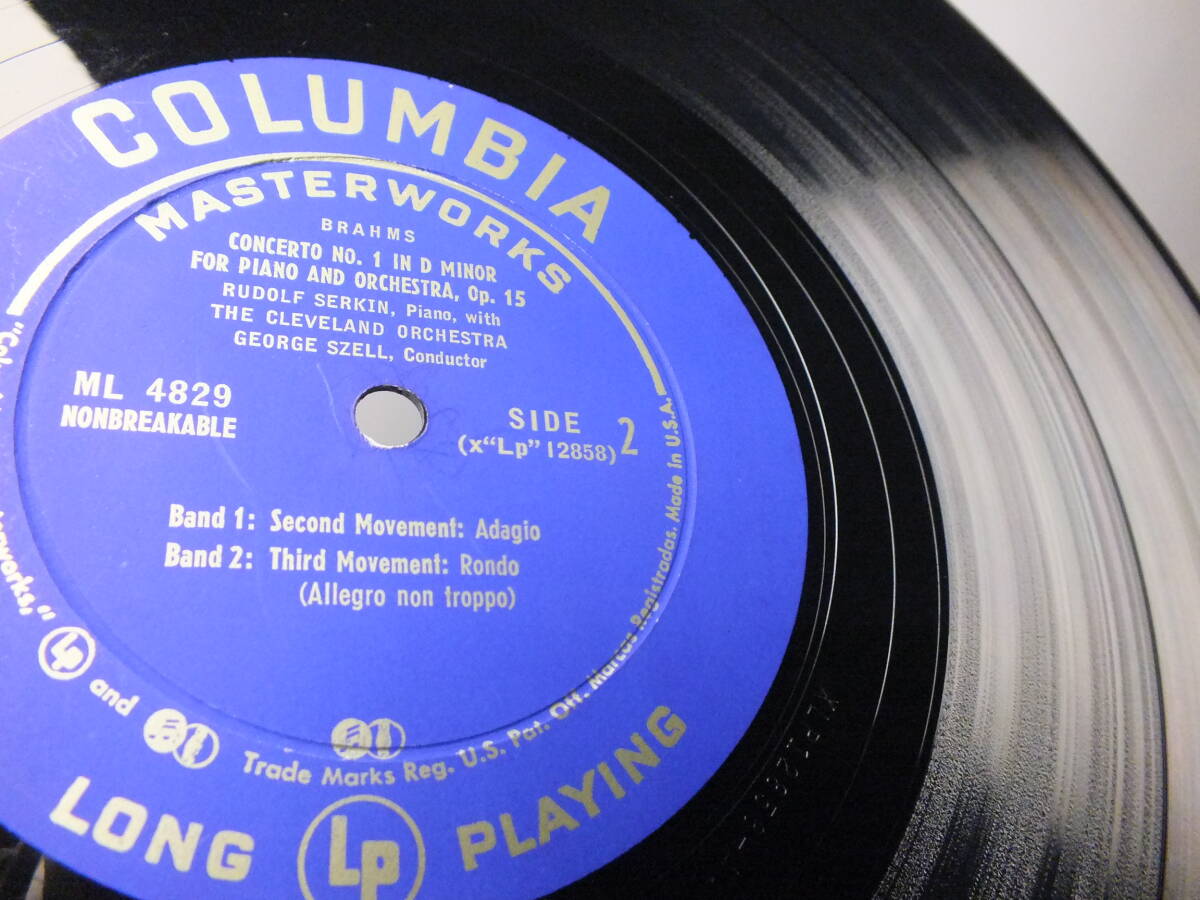 COLUMBIA
MASTERWORKS
BRAHMS
CONCERTO NO. 1 IN D MINOR
FOR PIANO AND ORCHESTRA, Op. 15
RUDOLF SERKIN, Piano, with
THE CLEVELAND ORCHESTRA
GEORGE SZELL, Conductor
ML 4829
NONBREAKABLE
SIDE 2
(x“Lp” 12858)
Band 1: Second Movement: Adagio
Band 2: Third Movement: Rondo
(Allegro non troppo)
Lp and Trade Marks Reg. U.S. Pat. Off. Marcas Registradas. Made in U.S.A.
LONG Lp PLAYING